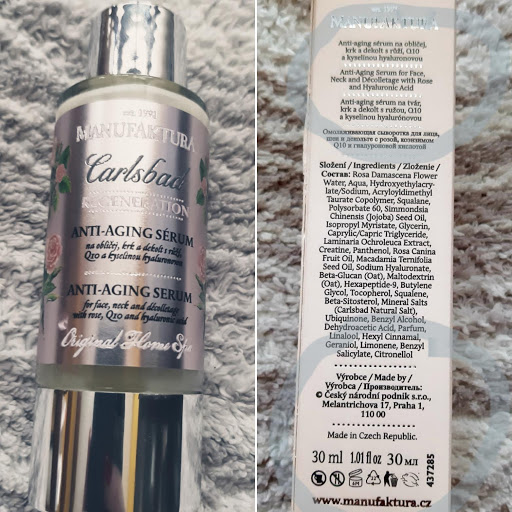 est. 1991
MANUFAKTURA
Carlsbad
REGENERATION
ANTI-AGING SÉRUM
na obličej, krk a dekolt s růží,
Q10 a kyselinou hyaluronovou
ANTI-AGING SERUM
for face, neck and décolletage
with rose, Q10 and hyaluronic acid
Original Home Spa
est. 1991
MANUFAKTURA
Anti-aging sérum na obličej,
krk a dekolt s růží, Q10
a kyselinou hyaluronovou
Anti-Aging Serum for Face,
Neck and Décolletage with Rose
and Hyaluronic Acid
Anti-aging sérum na tvár,
krk a dekolt s ružou, Q10
a kyselinou hyalurónovou
Омолаживающая сыворотка для лица,
шеи и декольте с розой, коэнзимом
Q10 и гиалуроновой кислотой
Složení / Ingredients / Zloženie /
Состав: Rosa Damascena Flower
Water, Aqua, Hydroxyethylacry-
late/Sodium, Acryloyldimethyl
Taurate Copolymer, Squalane,
Polysorbate 60, Simmondsia
Chinensis (Jojoba) Seed Oil,
Isopropyl Myristate, Glycerin,
Caprylic/Capric Triglyceride,
Laminaria Ochroleuca Extract,
Creatine, Panthenol, Rosa Canina
Fruit Oil, Macadamia Ternifolia
Seed Oil, Sodium Hyaluronate,
Beta-Glucan (Oat), Maltodextrin
(Oat), Hexapeptide-9, Butylene
Glycol, Tocopherol, Squalene,
Beta-Sitosterol, Mineral Salts
(Carlsbad Natural Salt),
Ubiquinone, Benzyl Alcohol,
Dehydroacetic Acid, Parfum,
Linalool, Hexyl Cinnamal,
Geraniol, Limonene, Benzyl
Salicylate, Citronellol
Výrobce / Made by /
Výrobca / Производитель:
© Český národní podnik s.r.o.,
Melantrichova 17, Praha 1,
110 00
Made in Czech Republic.
30 ml 1.01 fl oz 30 мл
437285
www.manufaktura.cz